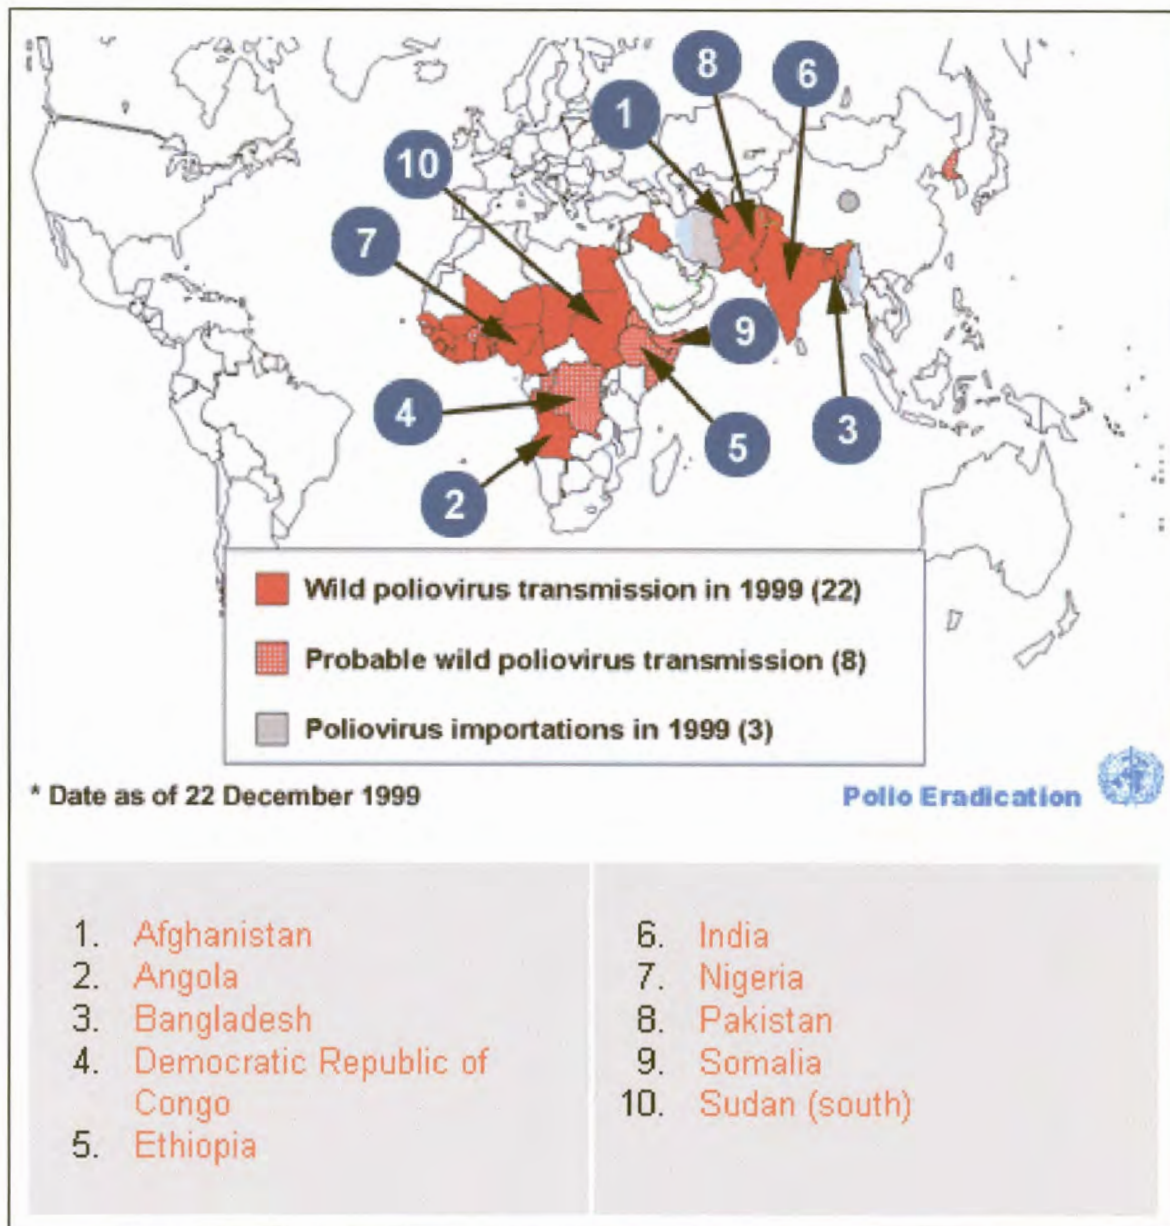 8
6
1
10
7
9
4
5
3
2
Wild poliovirus transmission in 1999 (22)
Probable wild poliovirus transmission (8)
Poliovirus importations in 1999 (3)
* Date as of 22 December 1999
Polio Eradication
1. Afghanistan
2. Angola
3. Bangladesh
4. Democratic Republic of
Congo
5. Ethiopia
6. India
7. Nigeria
8. Pakistan
9. Somalia
10. Sudan (south)